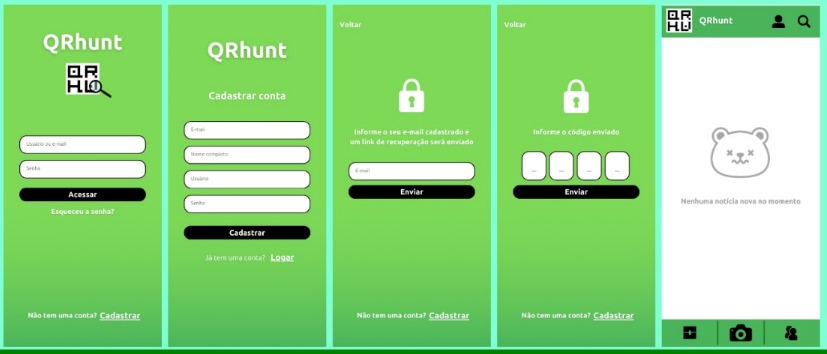 QRhunt
QR
HU
Usuário ou e-mail
Senha
Acessar
Esqueceu a senha?
Não tem uma conta? Cadastrar
QRhunt
Cadastrar conta
E-mail
Nome completo
Usuário
Senha
Cadastrar
Já tem uma conta? Logar
Voltar
Informe o seu e-mail cadastrado e
um link de recuperação será enviado
E-mail
Enviar
Não tem uma conta? Cadastrar
Voltar
Informe o código enviado
Enviar
Não tem uma conta? Cadastrar
QRHU QRhunt
Nenhuma notícia nova no momento